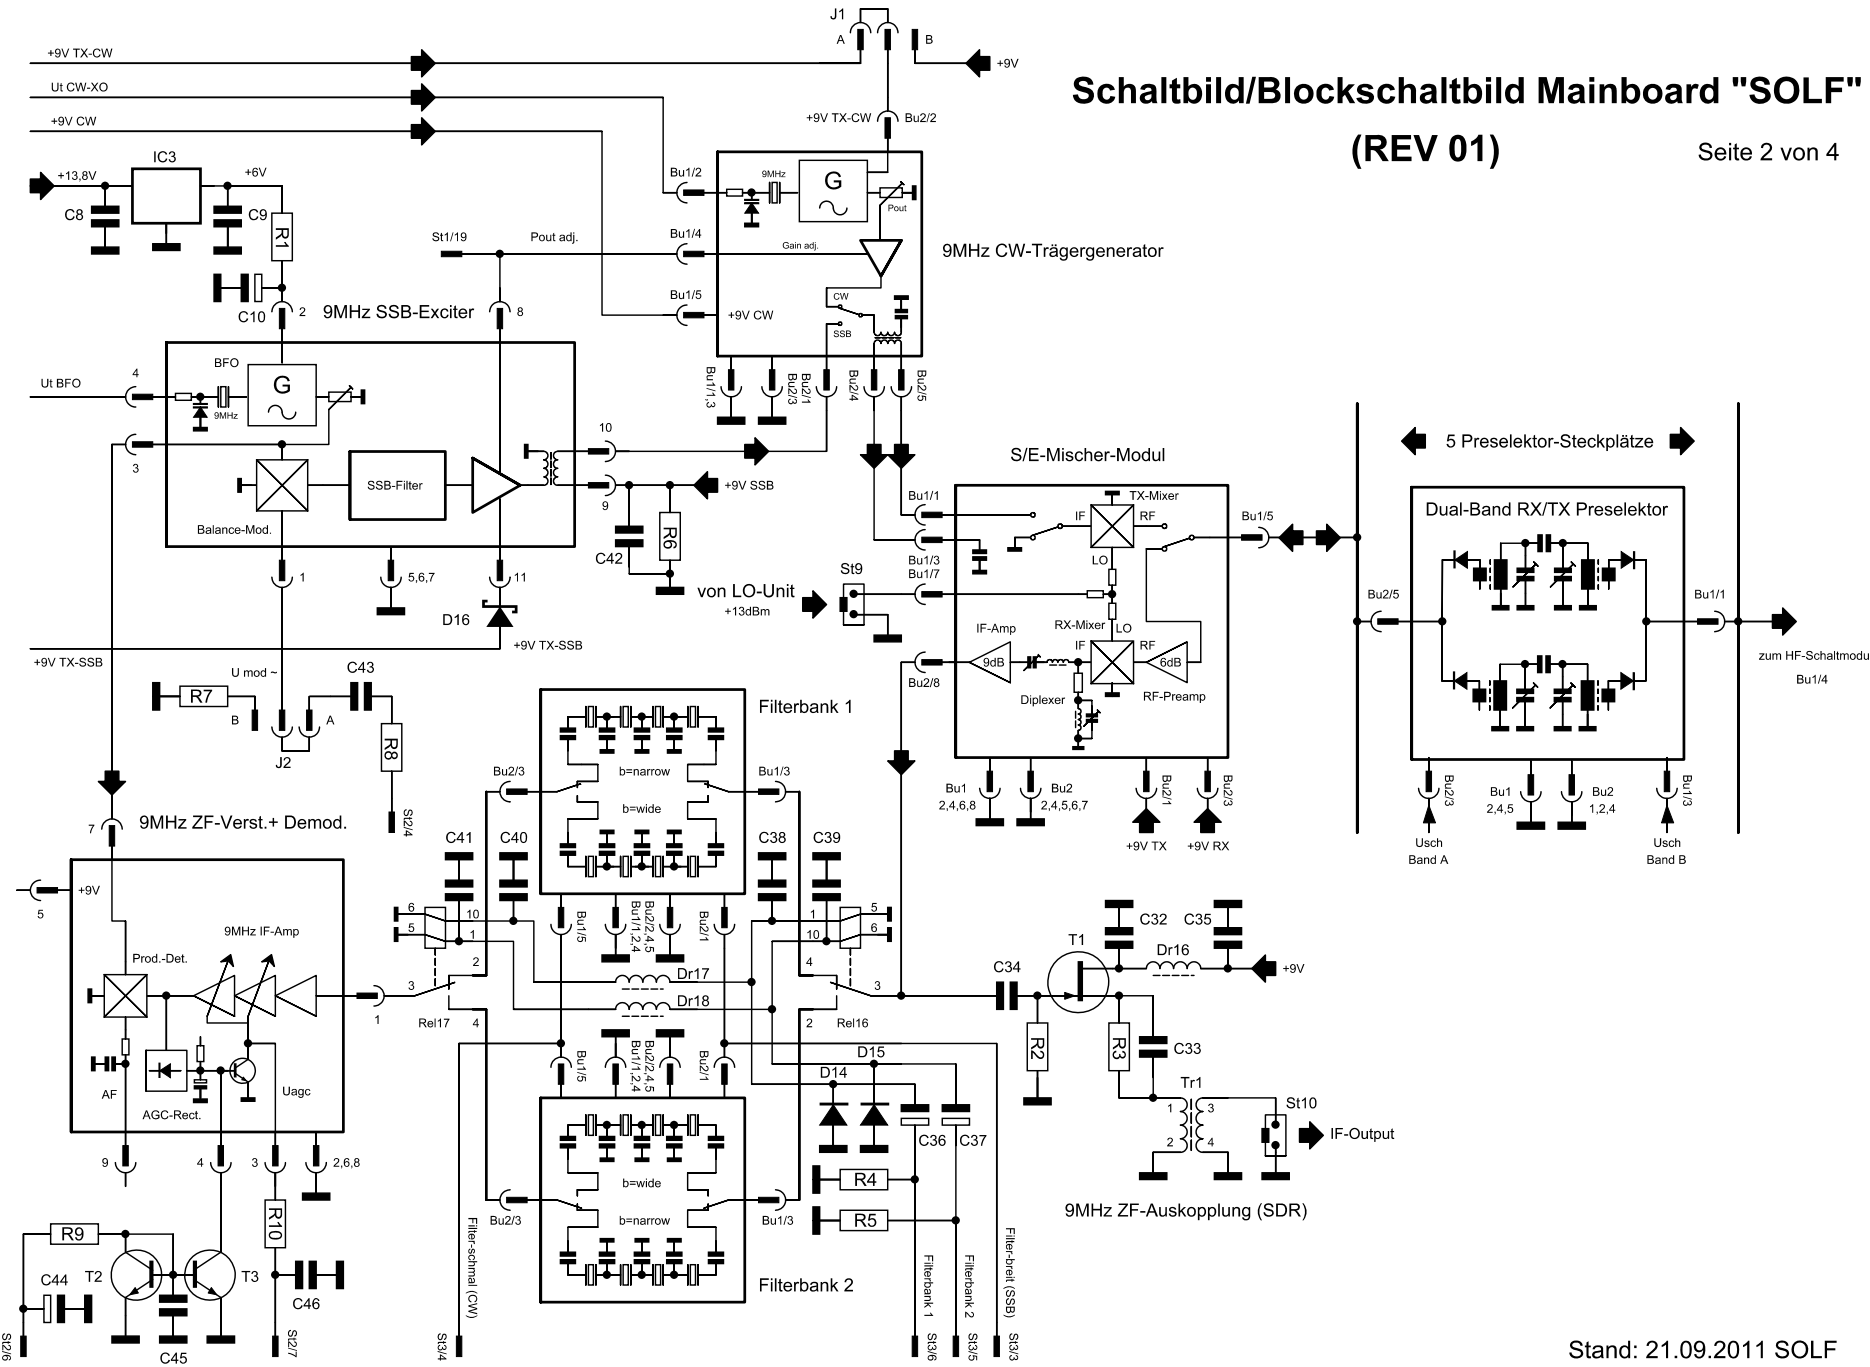 Schaltbild/Blockschaltbild Mainboard "SOLF"
(REV 01)
Seite 2 von 4
J1
A
B
+9V
+9V TX-CW
Ut CW-XO
+9V CW
+9V TX-CW
Bu2/2
IC3
+13,8V
+6V
C8
C9
R1
C10
2
Bu1/2
9MHz
G
Pout
St1/19
Pout adj.
Bu1/4
Gain adj.
9MHz CW-Trägergenerator
Bu1/5
+9V CW
CW
SSB
Bu1/1,3
Bu2/3
Bu2/1
Bu2/4
Bu2/5
9MHz SSB-Exciter
8
BFO
G
Ut BFO
4
9MHz
3
SSB-Filter
Balance-Mod.
10
9
+9V SSB
C42
R6
1
5,6,7
11
D16
+9V TX-SSB
+9V TX-SSB
U mod ~
C43
R7
B
A
J2
R8
St2/4
S/E-Mischer-Modul
Bu1/1
TX-Mixer
IF
RF
Bu1/5
Bu1/3
Bu1/7
LO
St9
von LO-Unit
+13dBm
RX-Mixer
LO
IF-Amp
IF
RF
9dB
6dB
Bu2/8
Diplexer
RF-Preamp
Bu1
2,4,6,8
Bu2
2,4,5,6,7
Bu2/1
Bu2/3
+9V TX
+9V RX
5 Preselektor-Steckplätze
Dual-Band RX/TX Preselektor
Bu2/5
Bu1/1
zum HF-Schaltmodu
Bu1/4
Bu2/3
Bu1
2,4,5
Bu2
1,2,4
Bu1/3
Usch
Band A
Usch
Band B
Filterbank 1
Bu2/3
b=narrow
b=wide
Bu1/3
C41
C40
C38
C39
6
5
10
1
1
10
5
6
Bu1/5
Bu1/1,2,4
Bu2/2,4,5
Bu2/1
2
3
4
Rel17
Dr17
Dr18
4
3
2
Rel16
Bu1/5
Bu1/1,2,4
Bu2/2,4,5
Bu2/1
7
9MHz ZF-Verst.+ Demod.
+9V
5
9MHz IF-Amp
Prod.-Det.
1
AF
AGC-Rect.
Uagc
9
4
3
2,6,8
R9
R10
C44
T2
T3
C46
C45
St2/6
St2/7
b=wide
b=narrow
Bu2/3
Bu1/3
Filterbank 2
Filter-schmal (CW)
St3/4
D15
D14
C36
C37
R4
R5
Filterbank 1
Filterbank 2
Filter-breit (SSB)
St3/6
St3/5
St3/3
C32
C35
T1
Dr16
+9V
C34
R2
R3
C33
Tr1
1
2
3
4
St10
IF-Output
9MHz ZF-Auskopplung (SDR)
Stand: 21.09.2011 SOLF